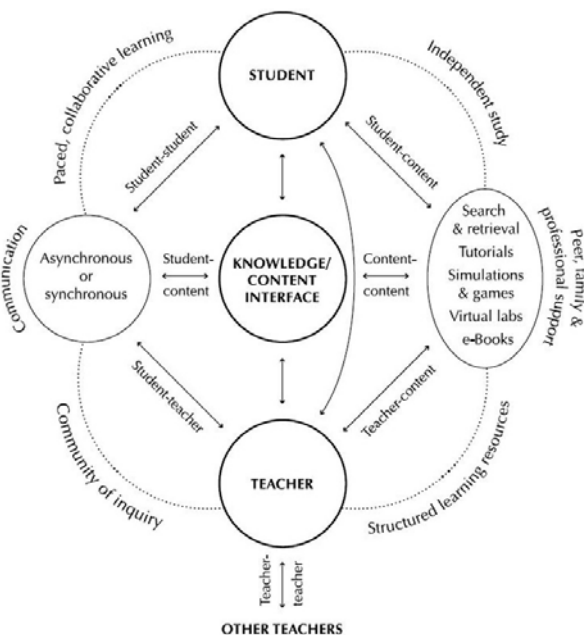 Paced, collaborative learning
STUDENT
Independent study
Student-student
Student-content
Communication
Asynchronous
or
synchronous
Student-
content
KNOWLEDGE/
CONTENT
INTERFACE
Content-
content
Search
& retrieval
Tutorials
Simulations
& games
Virtual labs
e-Books
Peer, family &
professional support
Student-teacher
Teacher-content
Community of inquiry
TEACHER
Structured learning resources
Teacher-
teacher
OTHER TEACHERS